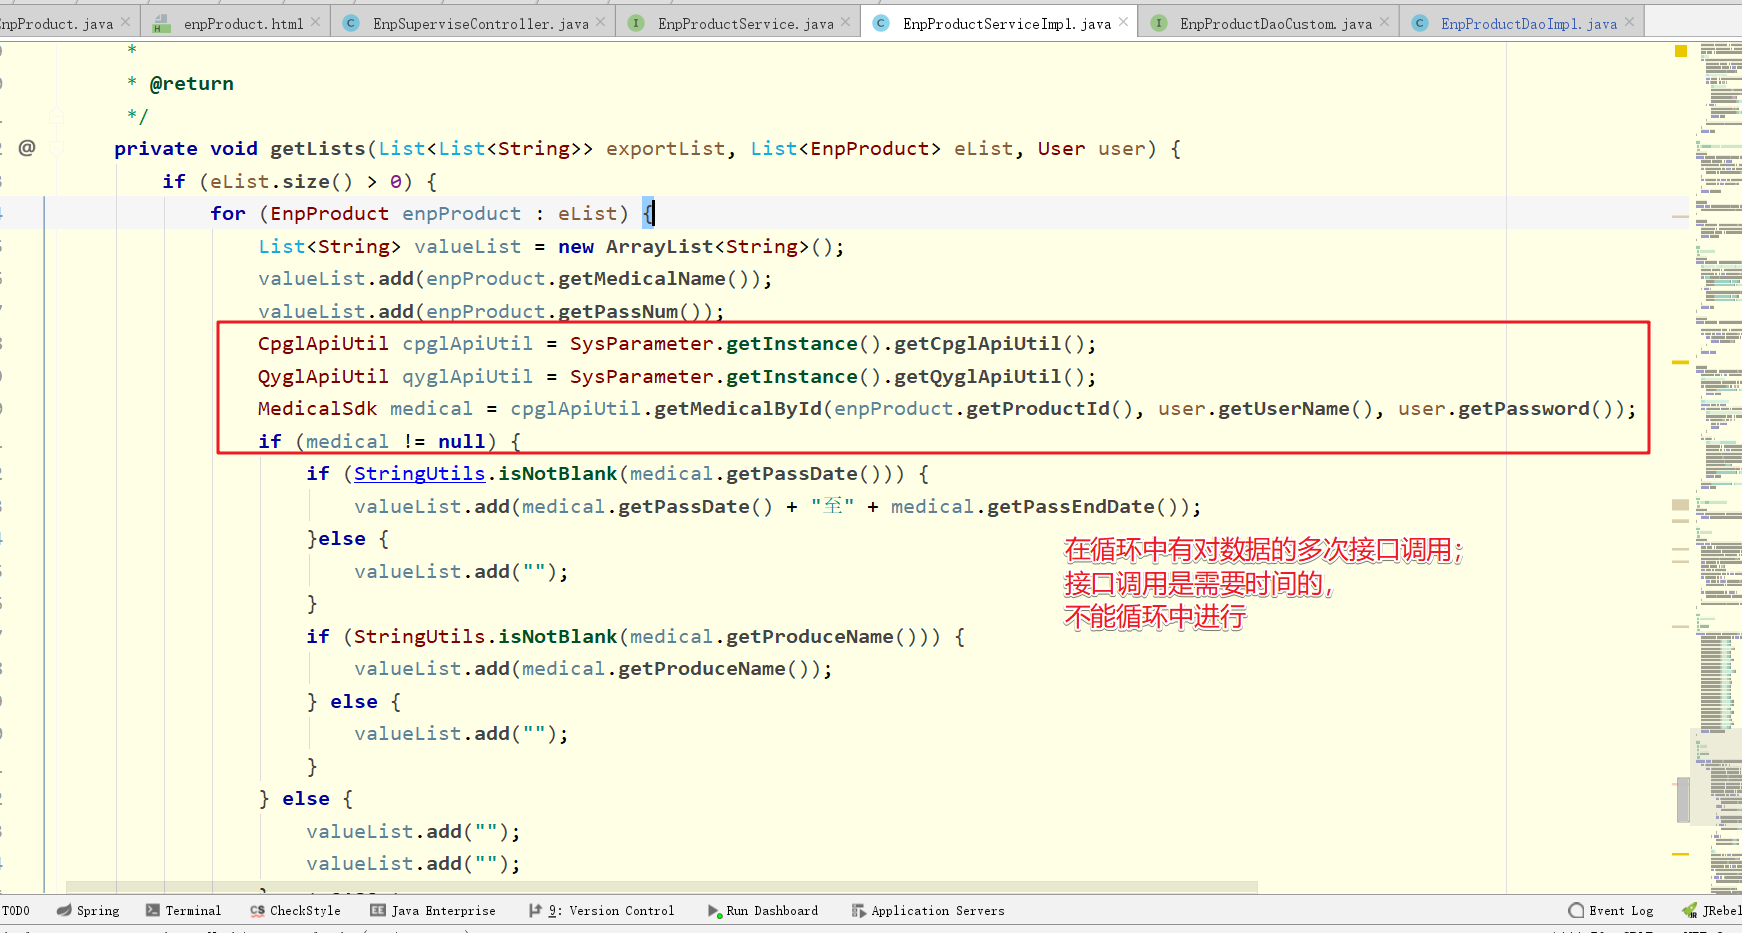 EnpProduct.java
enpProduct.html
EnpSuperviseController.java
EnpProductService.java
EnpProductServiceImpl.java
EnpProductDaoCustom.java
EnpProductDaoImpl.java
*
* @return
*/
private void getLists(List<List<String>> exportList, List<EnpProduct> eList, User user) {
if (eList.size() > 0) {
for (EnpProduct enpProduct : eList) {
List<String> valueList = new ArrayList<String>();
valueList.add(enpProduct.getMedicalName());
valueList.add(enpProduct.getPassNum());
CpglApiUtil cpglApiUtil = SysParameter.getInstance().getCpglApiUtil();
QyglApiUtil qyglApiUtil = SysParameter.getInstance().getQyglApiUtil();
MedicalSdk medical = cpglApiUtil.getMedicalById(enpProduct.getProductId(), user.getUserName(), user.getPassword());
if (medical != null) {
if (StringUtils.isNotBlank(medical.getPassDate())) {
valueList.add(medical.getPassDate() + "至" + medical.getPassEndDate());
}else {
valueList.add("");
}
if (StringUtils.isNotBlank(medical.getProduceName())) {
valueList.add(medical.getProduceName());
} else {
valueList.add("");
}
} else {
valueList.add("");
valueList.add("");
在循环中有对数据的多次接口调用；
接口调用是需要时间的，
不能循环中进行
TODO
Spring
Terminal
CheckStyle
Java Enterprise
9: Version Control
Run Dashboard
Application Servers
Event Log
JRebel